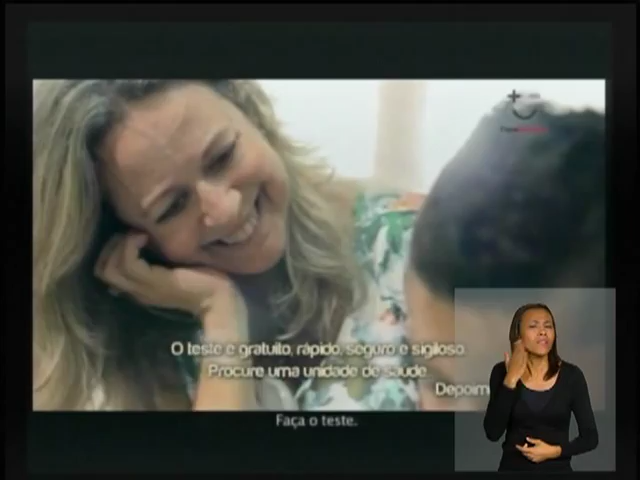 O teste é gratuito, rápido, seguro e sigiloso.
Procure uma unidade de saúde.
Faça o teste.